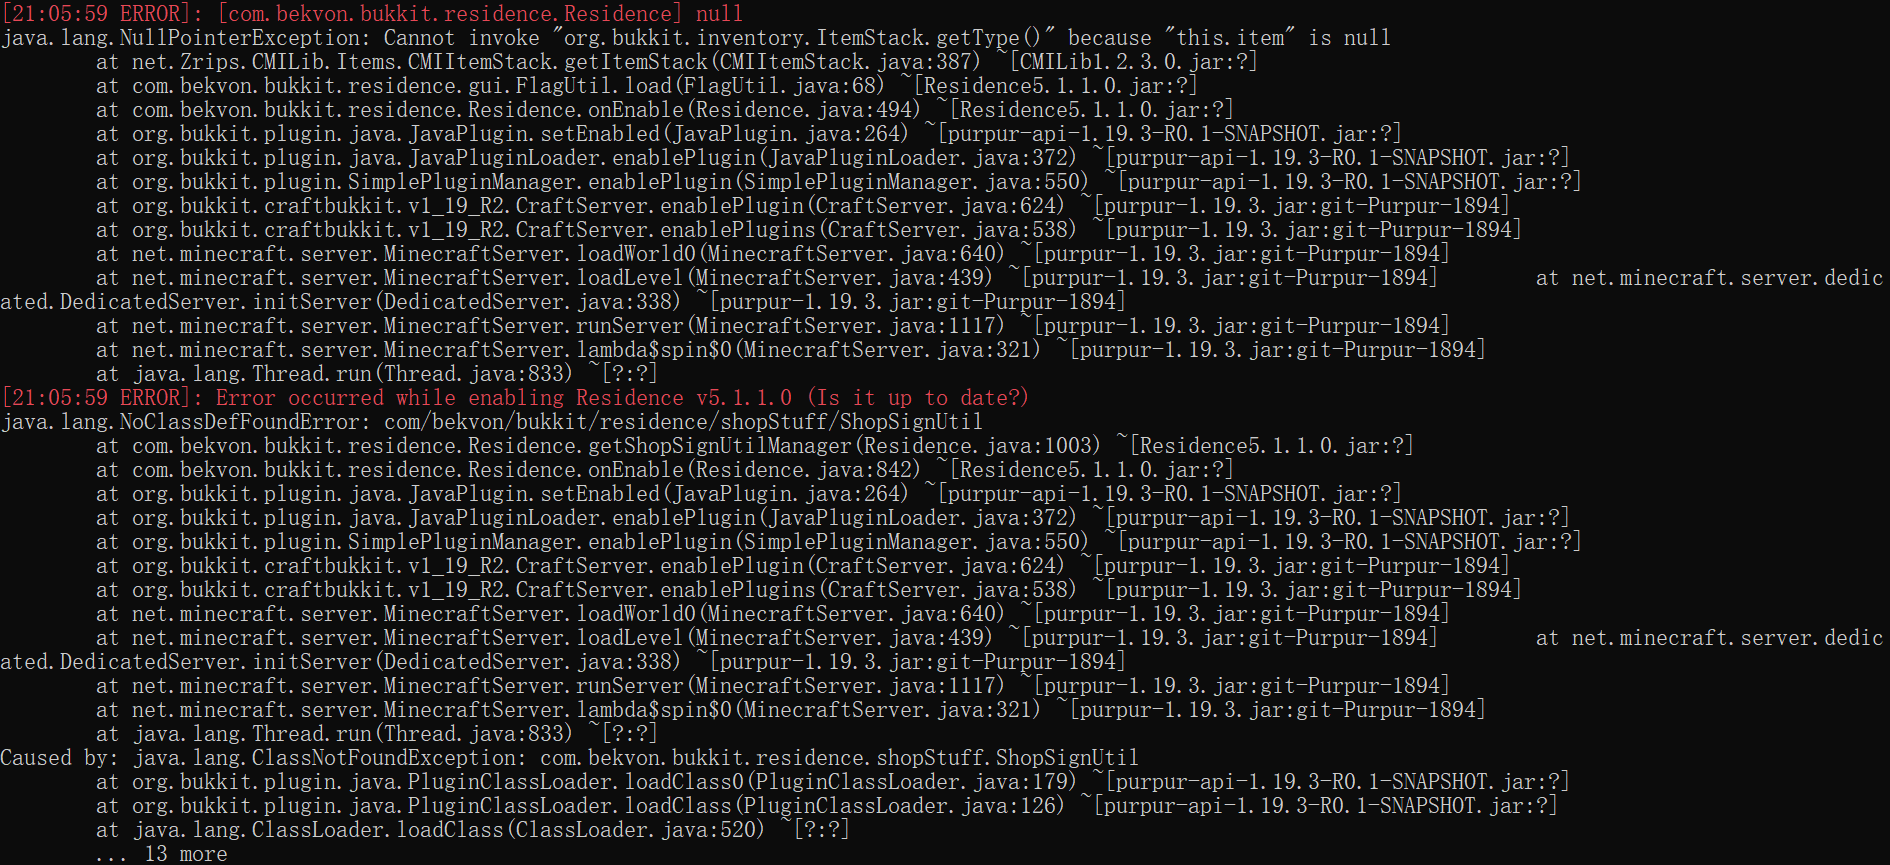 [21:05:59 ERROR]: [com.bekvon.bukkit.residence.Residence] null
java.lang.NullPointerException: Cannot invoke "org.bukkit.inventory.ItemStack.getType()" because "this.item" is null
        at net.Zrips.CMILib.Items.CMIItemStack.getItemStack(CMIItemStack.java:387) ~[CMILib1.2.3.0.jar:?]
        at com.bekvon.bukkit.residence.gui.FlagUtil.load(FlagUtil.java:68) ~[Residence5.1.1.0.jar:?]
        at com.bekvon.bukkit.residence.Residence.onEnable(Residence.java:494) ~[Residence5.1.1.0.jar:?]
        at org.bukkit.plugin.java.JavaPlugin.setEnabled(JavaPlugin.java:264) ~[purpur-api-1.19.3-R0.1-SNAPSHOT.jar:?]
        at org.bukkit.plugin.java.JavaPluginLoader.enablePlugin(JavaPluginLoader.java:372) ~[purpur-api-1.19.3-R0.1-SNAPSHOT.jar:?]
        at org.bukkit.plugin.SimplePluginManager.enablePlugin(SimplePluginManager.java:550) ~[purpur-api-1.19.3-R0.1-SNAPSHOT.jar:?]
        at org.bukkit.craftbukkit.v1_19_R2.CraftServer.enablePlugin(CraftServer.java:624) ~[purpur-1.19.3.jar:git-Purpur-1894]
        at org.bukkit.craftbukkit.v1_19_R2.CraftServer.enablePlugins(CraftServer.java:538) ~[purpur-1.19.3.jar:git-Purpur-1894]
        at net.minecraft.server.MinecraftServer.loadWorld0(MinecraftServer.java:640) ~[purpur-1.19.3.jar:git-Purpur-1894]
        at net.minecraft.server.MinecraftServer.loadLevel(MinecraftServer.java:439) ~[purpur-1.19.3.jar:git-Purpur-1894]        at net.minecraft.server.dedic
ated.DedicatedServer.initServer(DedicatedServer.java:338) ~[purpur-1.19.3.jar:git-Purpur-1894]
        at net.minecraft.server.MinecraftServer.runServer(MinecraftServer.java:1117) ~[purpur-1.19.3.jar:git-Purpur-1894]
        at net.minecraft.server.MinecraftServer.lambda$spin$0(MinecraftServer.java:321) ~[purpur-1.19.3.jar:git-Purpur-1894]
        at java.lang.Thread.run(Thread.java:833) ~[?:?]
[21:05:59 ERROR]: Error occurred while enabling Residence v5.1.1.0 (Is it up to date?)
java.lang.NoClassDefFoundError: com/bekvon/bukkit/residence/shopStuff/ShopSignUtil
        at com.bekvon.bukkit.residence.Residence.getShopSignUtilManager(Residence.java:1003) ~[Residence5.1.1.0.jar:?]
        at com.bekvon.bukkit.residence.Residence.onEnable(Residence.java:842) ~[Residence5.1.1.0.jar:?]
        at org.bukkit.plugin.java.JavaPlugin.setEnabled(JavaPlugin.java:264) ~[purpur-api-1.19.3-R0.1-SNAPSHOT.jar:?]
        at org.bukkit.plugin.java.JavaPluginLoader.enablePlugin(JavaPluginLoader.java:372) ~[purpur-api-1.19.3-R0.1-SNAPSHOT.jar:?]
        at org.bukkit.plugin.SimplePluginManager.enablePlugin(SimplePluginManager.java:550) ~[purpur-api-1.19.3-R0.1-SNAPSHOT.jar:?]
        at org.bukkit.craftbukkit.v1_19_R2.CraftServer.enablePlugin(CraftServer.java:624) ~[purpur-1.19.3.jar:git-Purpur-1894]
        at org.bukkit.craftbukkit.v1_19_R2.CraftServer.enablePlugins(CraftServer.java:538) ~[purpur-1.19.3.jar:git-Purpur-1894]
        at net.minecraft.server.MinecraftServer.loadWorld0(MinecraftServer.java:640) ~[purpur-1.19.3.jar:git-Purpur-1894]
        at net.minecraft.server.MinecraftServer.loadLevel(MinecraftServer.java:439) ~[purpur-1.19.3.jar:git-Purpur-1894]        at net.minecraft.server.dedic
ated.DedicatedServer.initServer(DedicatedServer.java:338) ~[purpur-1.19.3.jar:git-Purpur-1894]
        at net.minecraft.server.MinecraftServer.runServer(MinecraftServer.java:1117) ~[purpur-1.19.3.jar:git-Purpur-1894]
        at net.minecraft.server.MinecraftServer.lambda$spin$0(MinecraftServer.java:321) ~[purpur-1.19.3.jar:git-Purpur-1894]
        at java.lang.Thread.run(Thread.java:833) ~[?:?]
Caused by: java.lang.ClassNotFoundException: com.bekvon.bukkit.residence.shopStuff.ShopSignUtil
        at org.bukkit.plugin.java.PluginClassLoader.loadClass0(PluginClassLoader.java:179) ~[purpur-api-1.19.3-R0.1-SNAPSHOT.jar:?]
        at org.bukkit.plugin.java.PluginClassLoader.loadClass(PluginClassLoader.java:126) ~[purpur-api-1.19.3-R0.1-SNAPSHOT.jar:?]
        at java.lang.ClassLoader.loadClass(ClassLoader.java:520) ~[?:?]
        ... 13 more